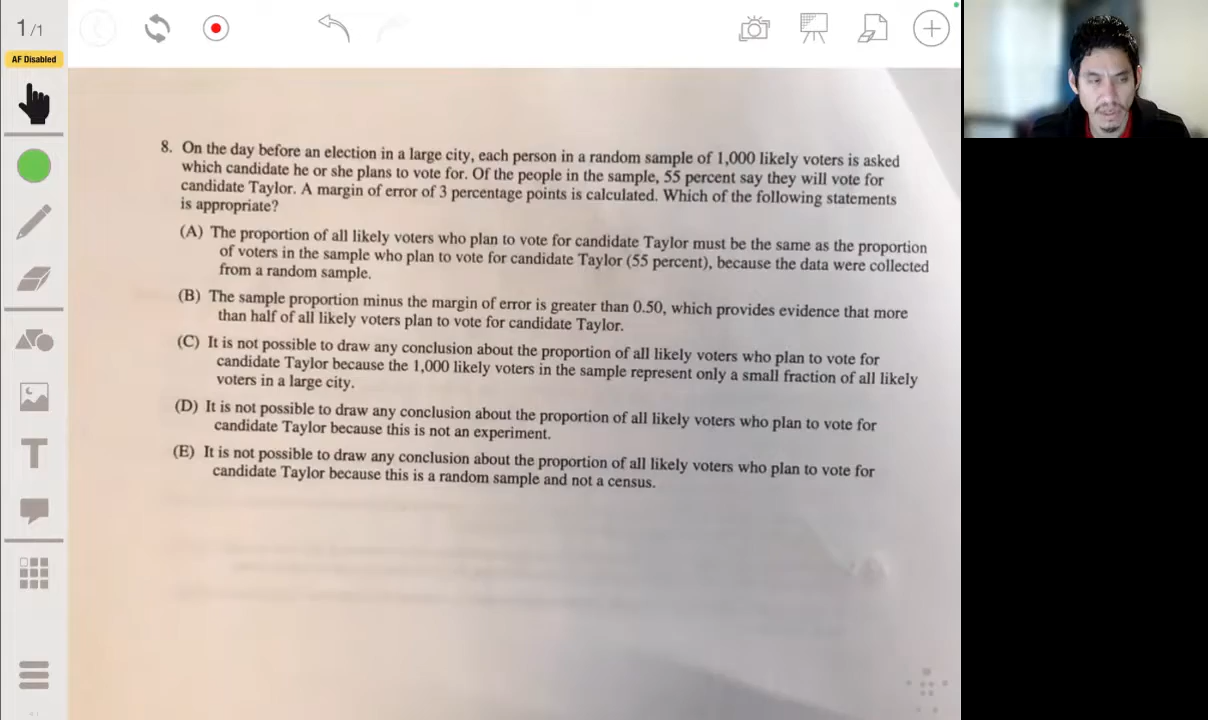 1/1
AF Disabled
T
8. On the day before an election in a large city, each person in a random sample of 1,000 likely voters is asked
which candidate he or she plans to vote for. Of the people in the sample, 55 percent say they will vote for
candidate Taylor. A margin of error of 3 percentage points is calculated. Which of the following statements
is appropriate?
(A) The proportion of all likely voters who plan to vote for candidate Taylor must be the same as the proportion
of voters in the sample who plan to vote for candidate Taylor (55 percent), because the data were collected
from a random sample.
(B) The sample proportion minus the margin of error is greater than 0.50, which provides evidence that more
than half of all likely voters plan to vote for candidate Taylor.
(C) It is not possible to draw any conclusion about the proportion of all likely voters who plan to vote for
candidate Taylor because the 1,000 likely voters in the sample represent only a small fraction of all likely
voters in a large city.
(D) It is not possible to draw any conclusion about the proportion of all likely voters who plan to vote for
candidate Taylor because this is not an experiment.
(E) It is not possible to draw any conclusion about the proportion of all likely voters who plan to vote for
candidate Taylor because this is a random sample and not a census.